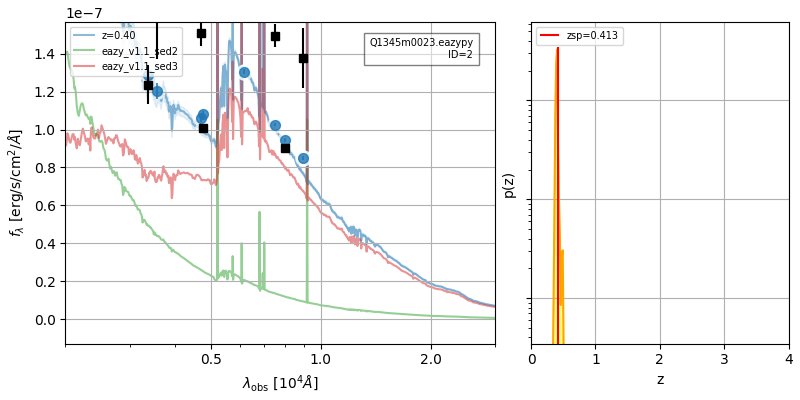 1e−7
z=0.40
eazy_v1.1_sed2
eazy_v1.1_sed3
Q1345m0023.eazypy
ID=2
1.4
1.2
1.0
0.8
0.6
0.4
0.2
0.0
fλ [erg/s/cm²/Å]
0.5
1.0
2.0
λobs [10⁴Å]
zsp=0.413
p(z)
0
1
2
3
4
z